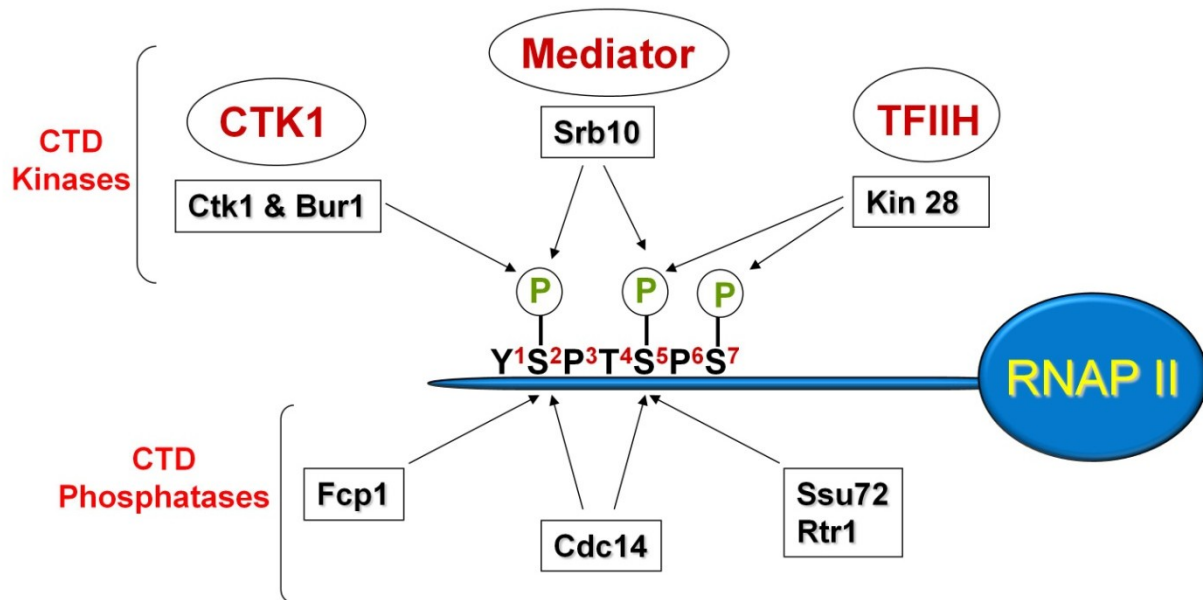 Mediator
CTK1
TFIIH
CTD
Kinases
Srb10
Ctk1 & Bur1
Kin 28
P
P
P
Y1S2P3T4S5P6S7
RNAP II
CTD
Phosphatases
Fcp1
Cdc14
Ssu72
Rtr1